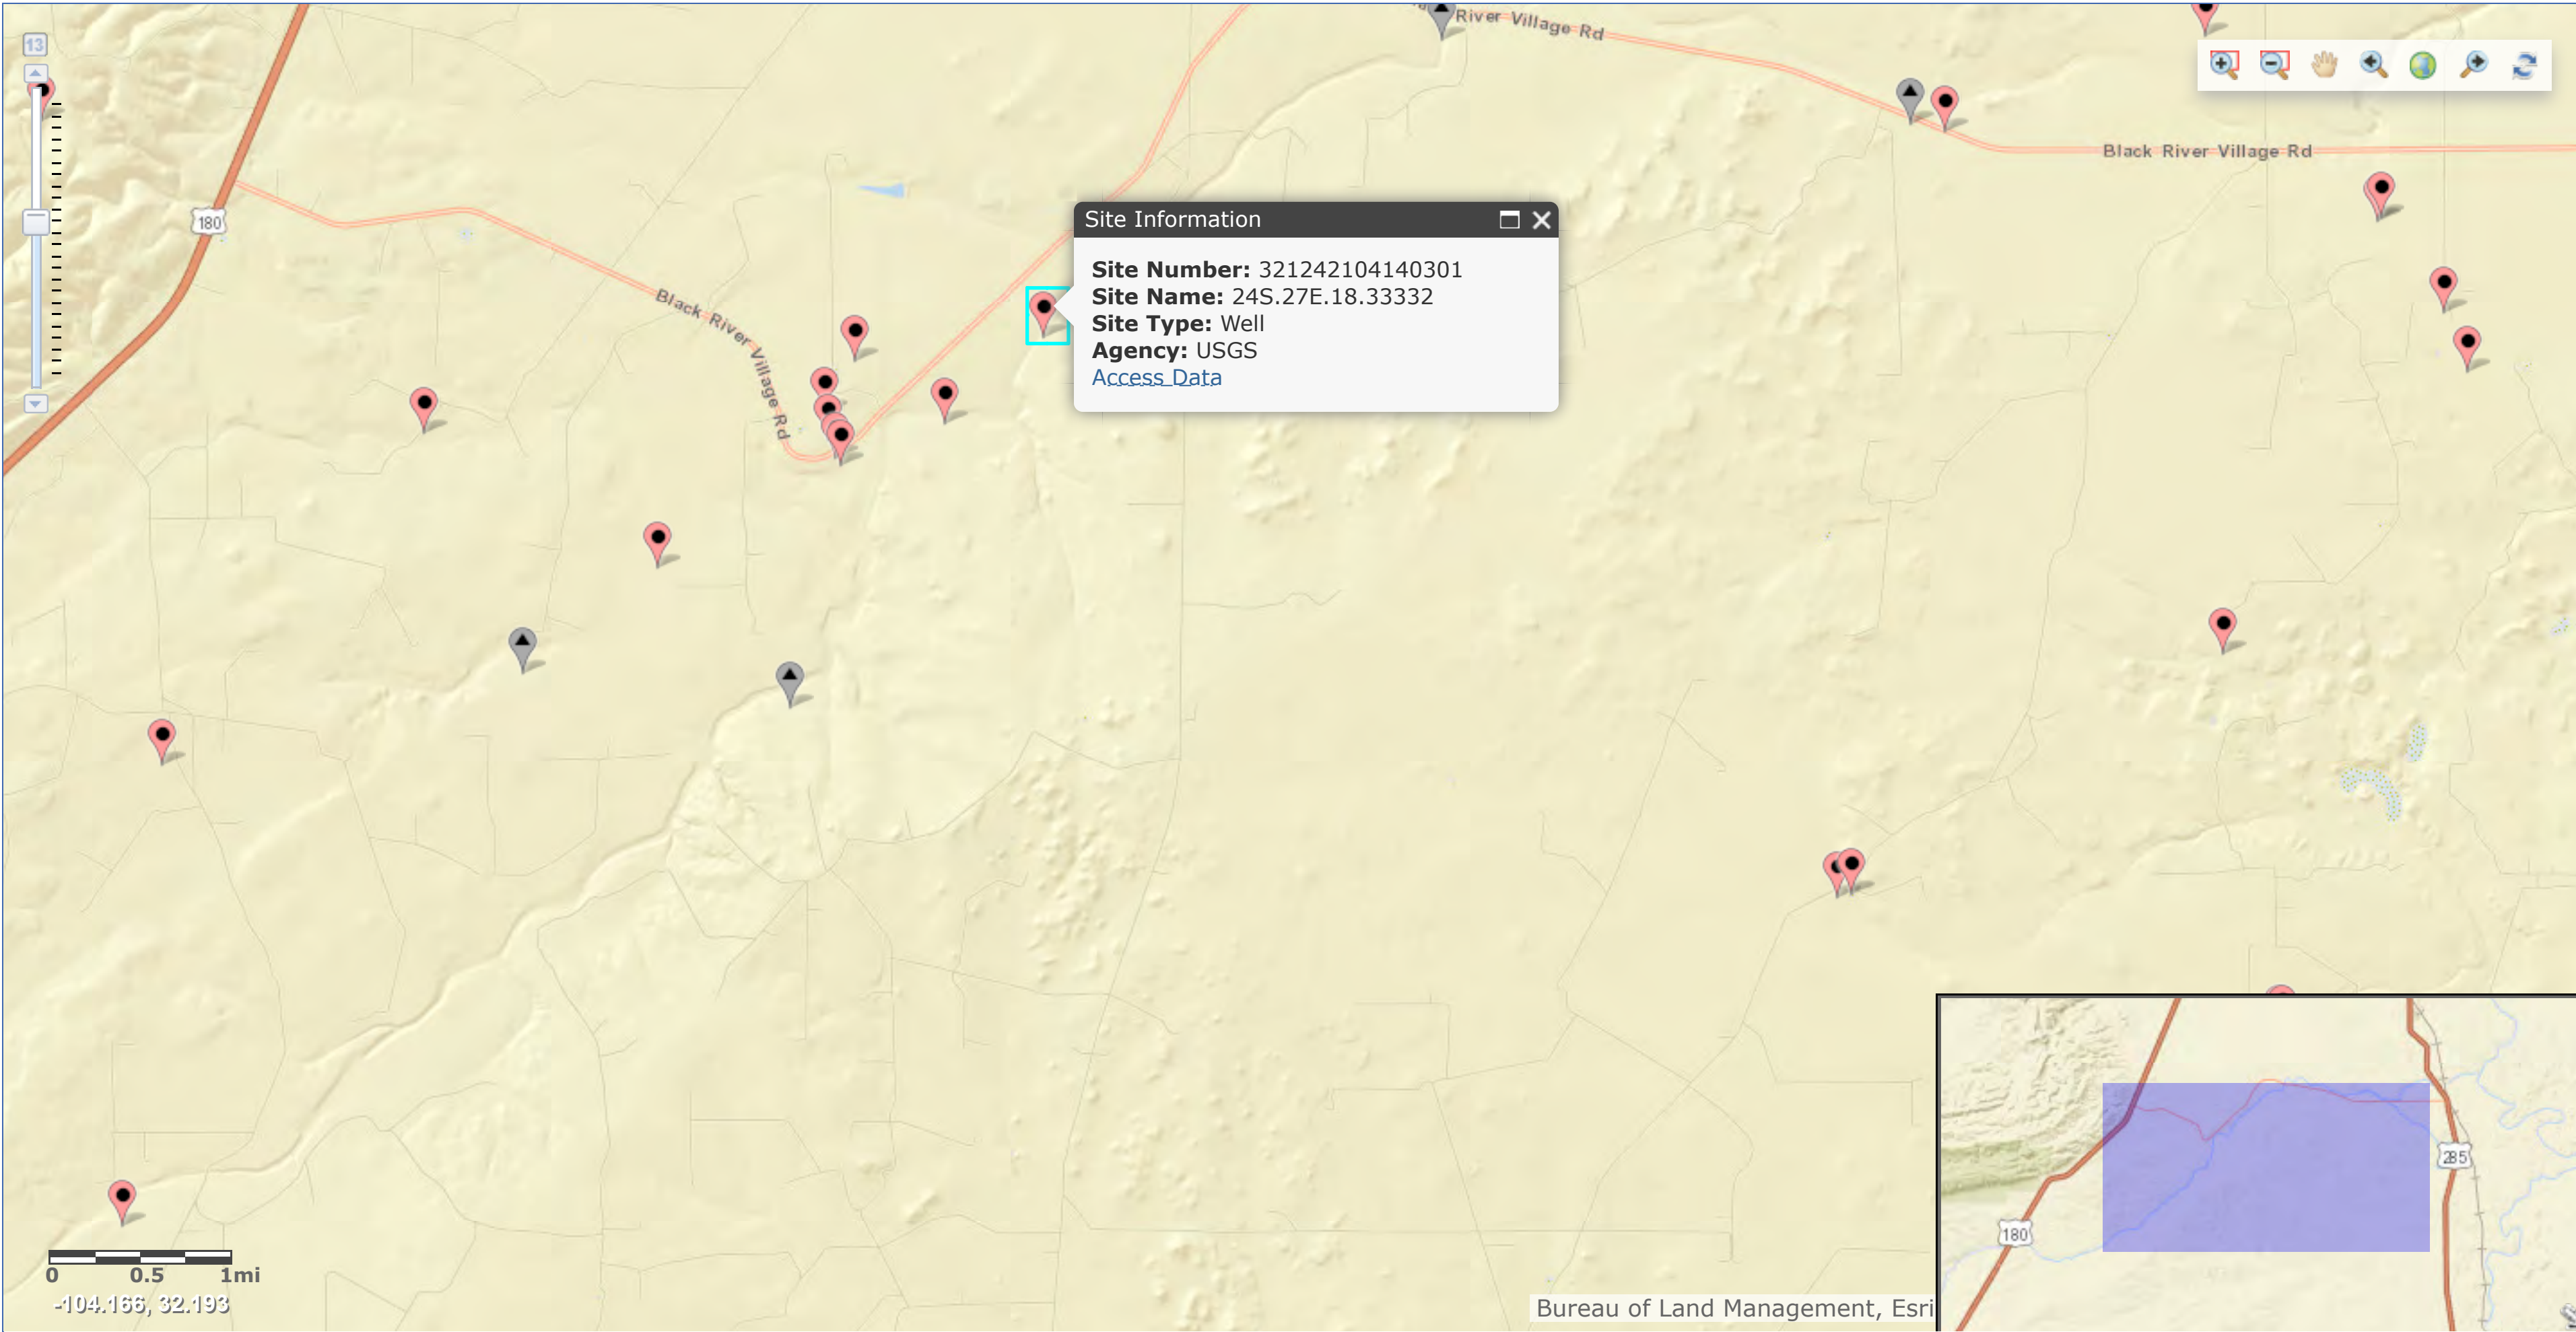 River Village Rd
13
Black River Village Rd
180
Site Information
Site Number: 321242104140301
Site Name: 24S.27E.18.33332
Site Type: Well
Agency: USGS
Access Data
Black River Village Rd
285
180
0 0.5 1mi
-104.166, 32.193
Bureau of Land Management, Esri